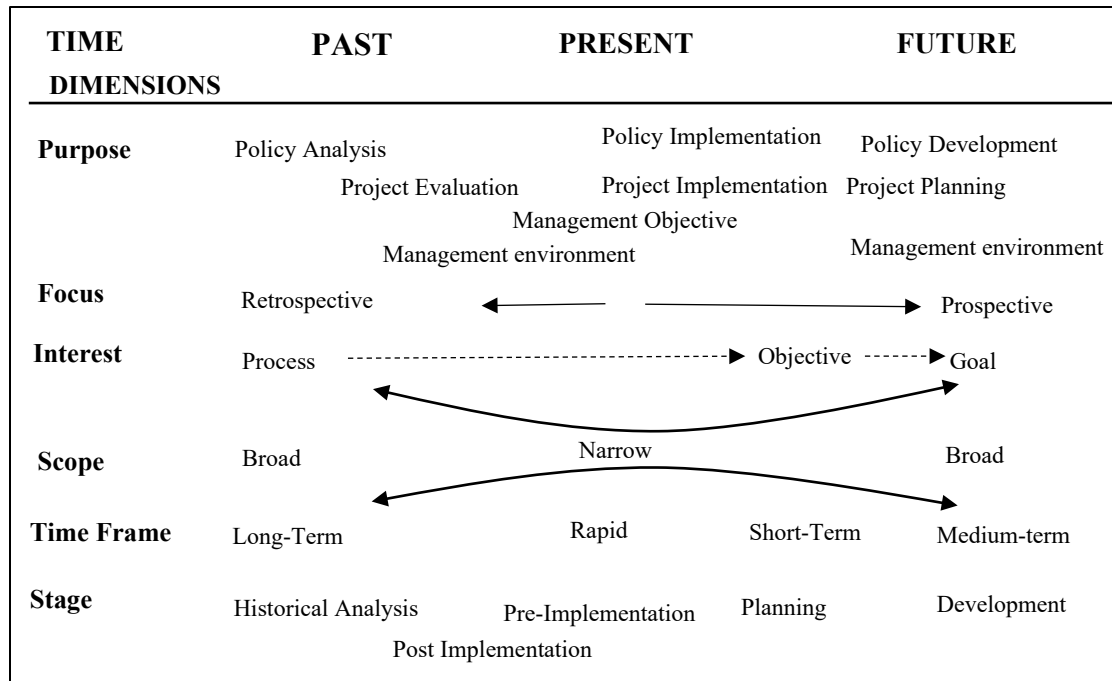 TIME PAST PRESENT FUTURE
DIMENSIONS
Purpose Policy Analysis Policy Implementation Policy Development
Project Evaluation Project Implementation Project Planning
Management Objective
Management environment Management environment
Focus Retrospective Prospective
Interest Process Objective Goal
Scope Broad Narrow Broad
Time Frame Long-Term Rapid Short-Term Medium-term
Stage Historical Analysis Pre-Implementation Planning Development
Post Implementation